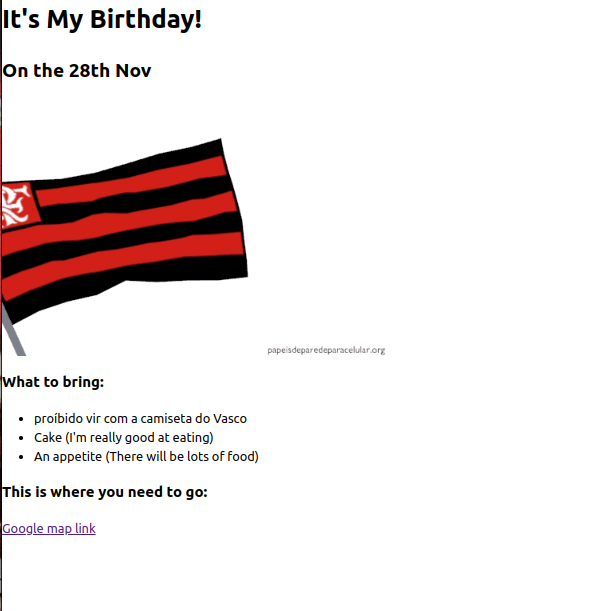 It's My Birthday!
On the 28th Nov
papeisdeparedeparacelular.org
What to bring:
proíbido vir com a camiseta do Vasco
Cake (I'm really good at eating)
An appetite (There will be lots of food)
This is where you need to go:
Google map link